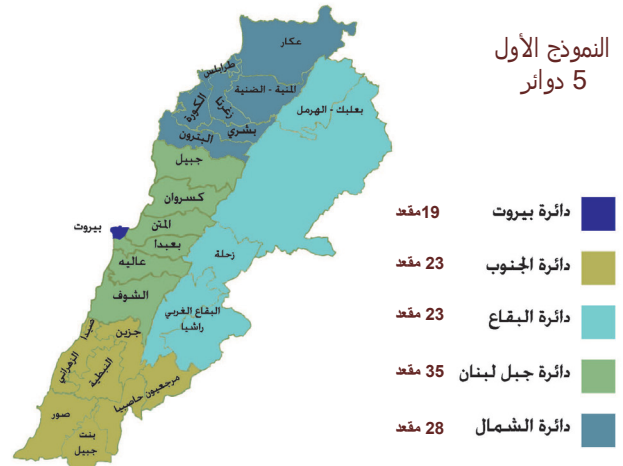 النموذج الأول
5 دوائر
عكار
طرابلس
المنية - الضنية
الكورة
زغرتا
بشري
البترون
بعلبك - الهرمل
جبيل
كسروان
المتن
بيروت
بعبدا
عاليه
الشوف
زحلة
البقاع الغربي
راشيا
صيدا
جزين
الزهراني
النبطية
مرجعيون حاصبيا
صور
بنت
جبيل
دائرة بيروت 19مقعد
دائرة الجنوب 23 مقعد
دائرة البقاع 23 مقعد
دائرة جبل لبنان 35 مقعد
دائرة الشمال 28 مقعد